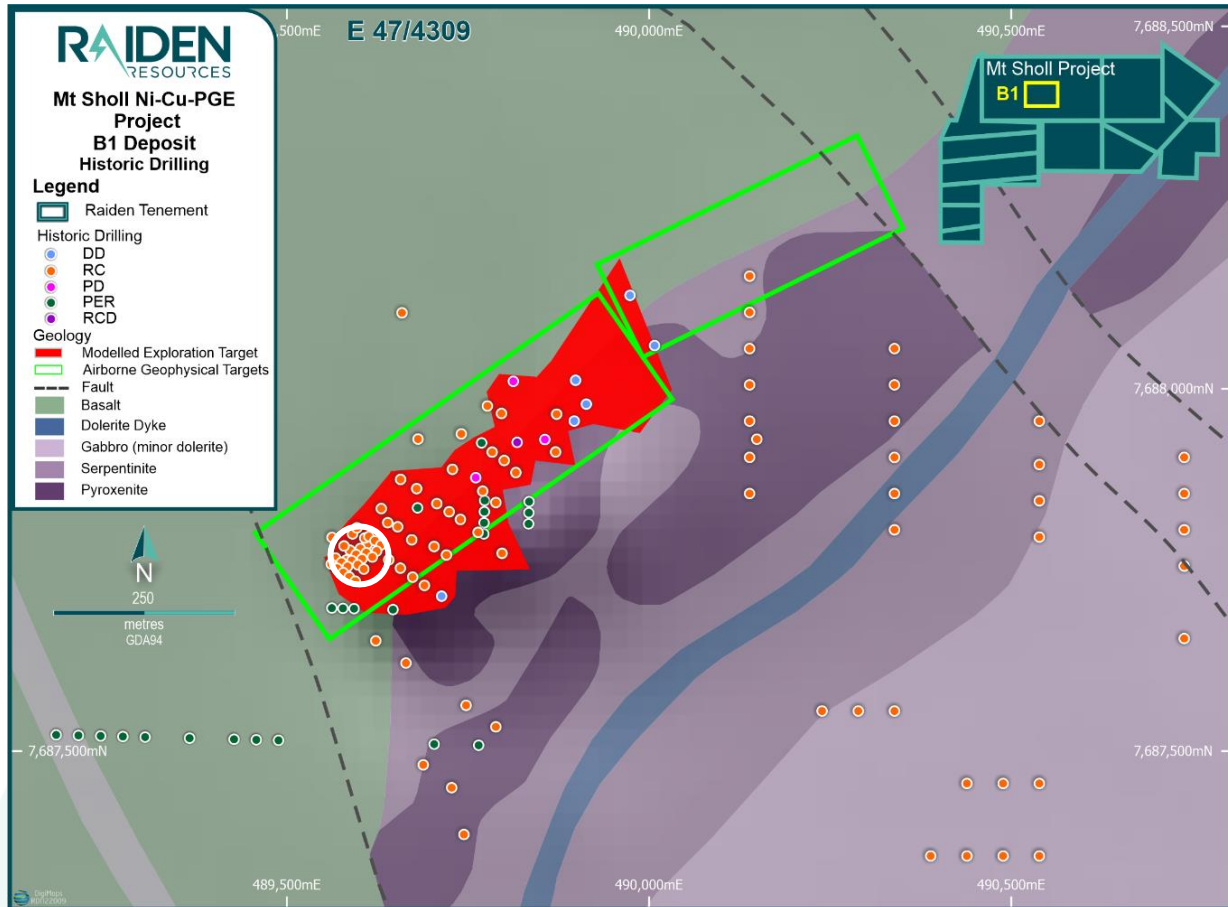 RAIDEN
RESOURCES
Mt Sholl Ni-Cu-PGE
Project
B1 Deposit
Historic Drilling
Legend
Raiden Tenement
Historic Drilling
DD
RC
PD
PER
RCD
Geology
Modelled Exploration Target
Airborne Geophysical Targets
Fault
Basalt
Dolerite Dyke
Gabbro (minor dolerite)
Serpentinite
Pyroxenite
N
250
metres
GDA94
,500mE
E 47/4309
490,000mE
490,500mE
7,688,500mN
Mt Sholl Project
B1
7,688,000mN
7,687,500mN
7,687,500mN
489,500mE
490,000mE
490,500mE
DigiMaps